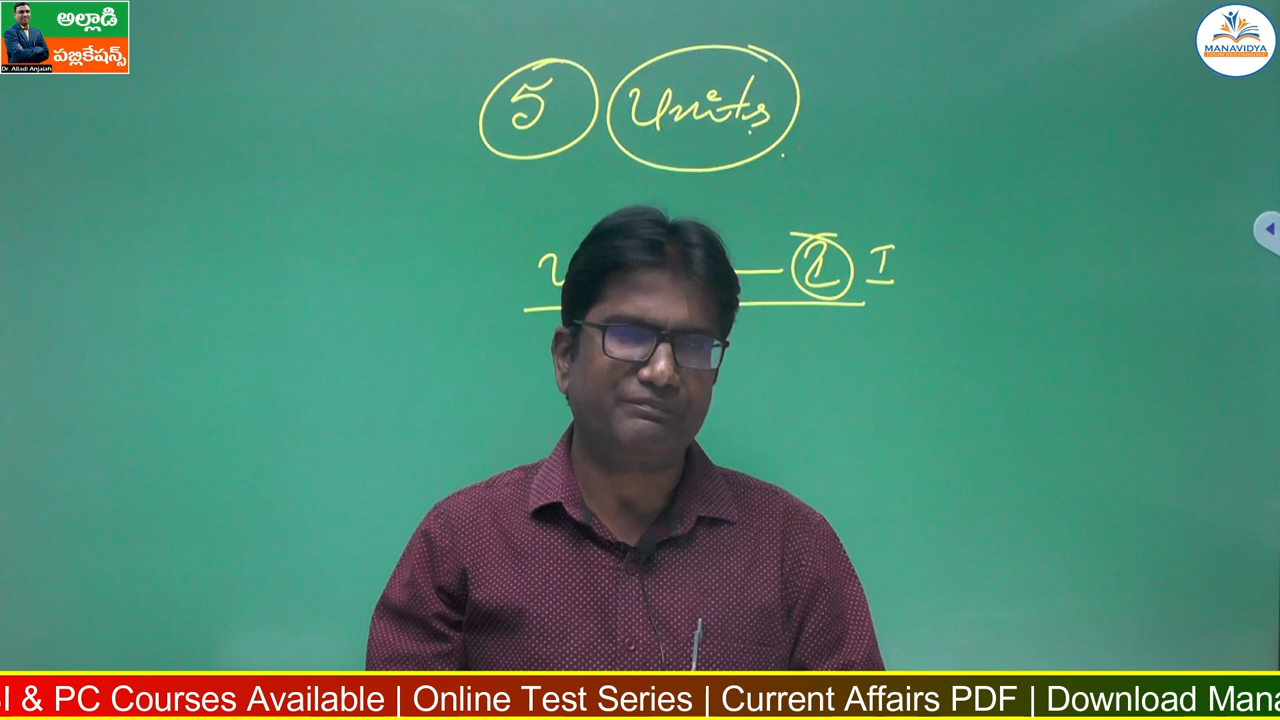 అల్లాడి
పబ్లికేషన్స్
Dr. Alladi Anjaiah
MANAVIDYA
5 Units
I
SI & PC Courses Available | Online Test Series | Current Affairs PDF | Download Mana